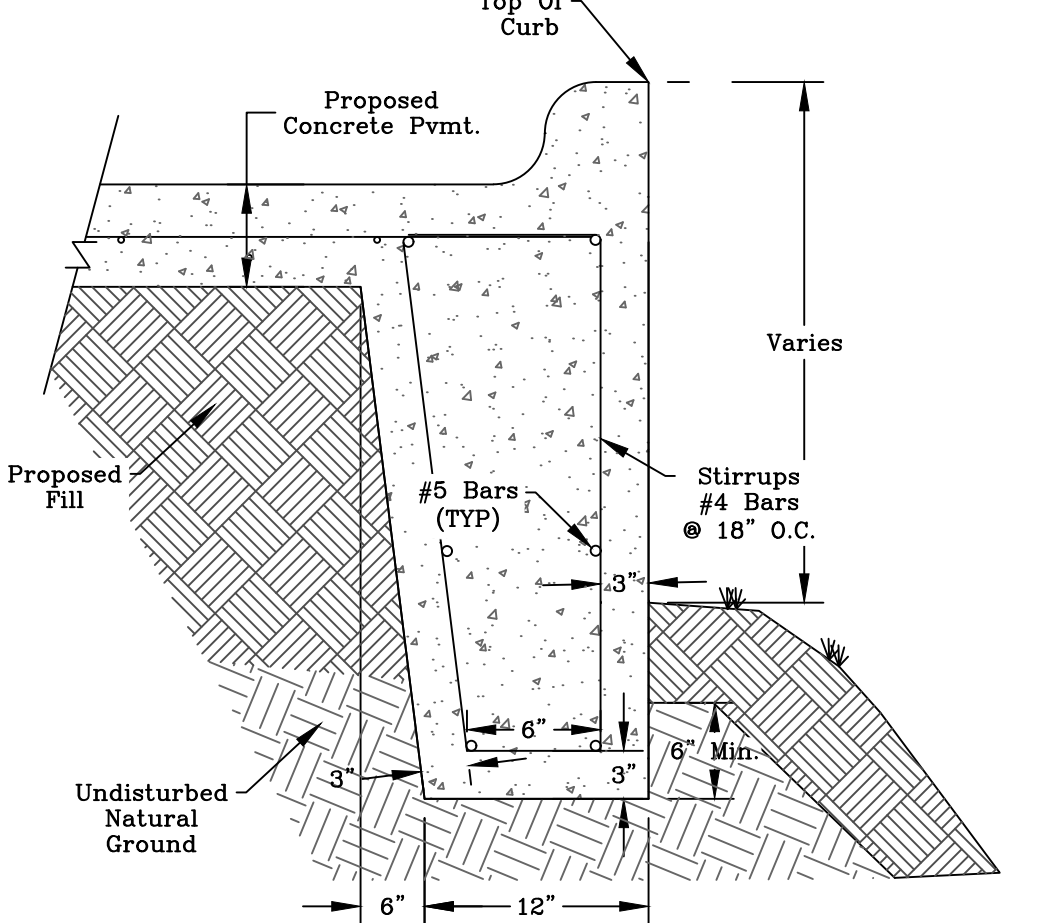 Top Of
Curb
Proposed
Concrete Pvmt.
Varies
Proposed
Fill
#5 Bars
(TYP)
Stirrups
#4 Bars
@ 18" O.C.
3"
6"
6" Min.
3"
3"
Undisturbed
Natural
Ground
6"
12"